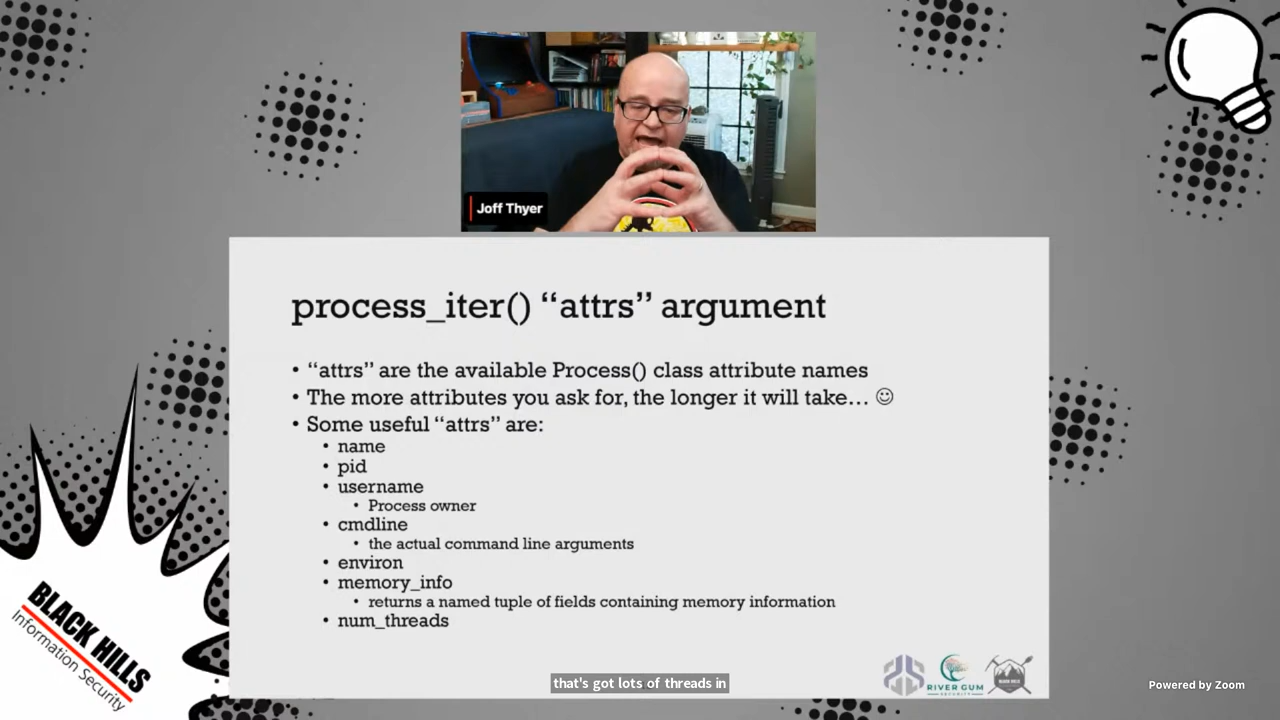 Joff Thyer
process_iter() “attrs” argument
• “attrs” are the available Process() class attribute names
• The more attributes you ask for, the longer it will take… ☺
• Some useful “attrs” are:
• name
• pid
• username
• Process owner
• cmdline
• the actual command line arguments
• environ
• memory_info
• returns a named tuple of fields containing memory information
• num_threads
BLACK HILLS
Information Security
RIVER GUM
SECURITY
that's got lots of threads in
Powered by Zoom